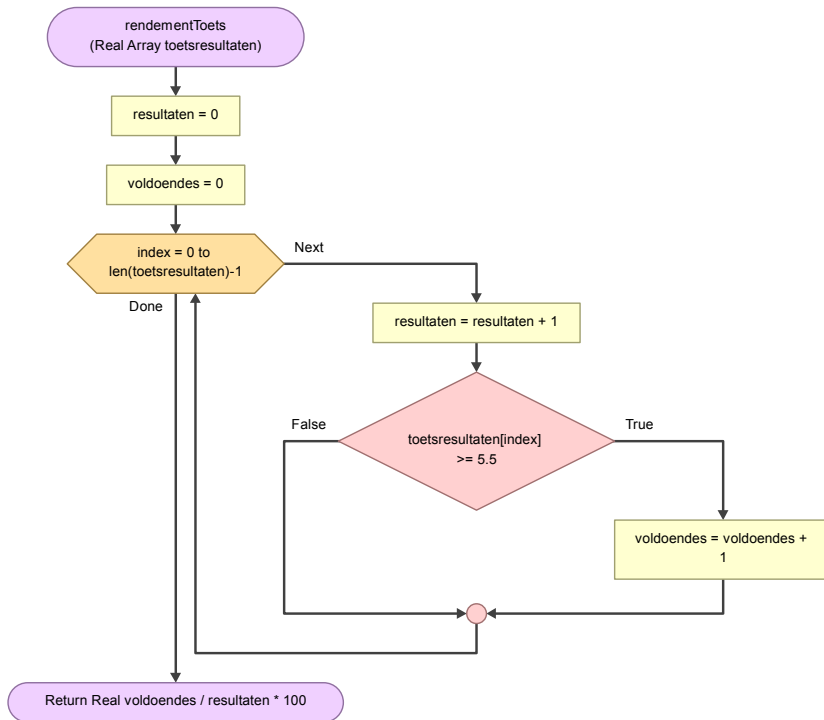 rendementToets
(Real Array toetsresultaten)
resultaten = 0
voldoendes = 0
index = 0 to
len(toetsresultaten)-1
Next
Done
resultaten = resultaten + 1
False
toetsresultaten[index]
>= 5.5
True
voldoendes = voldoendes +
1
Return Real voldoendes / resultaten * 100